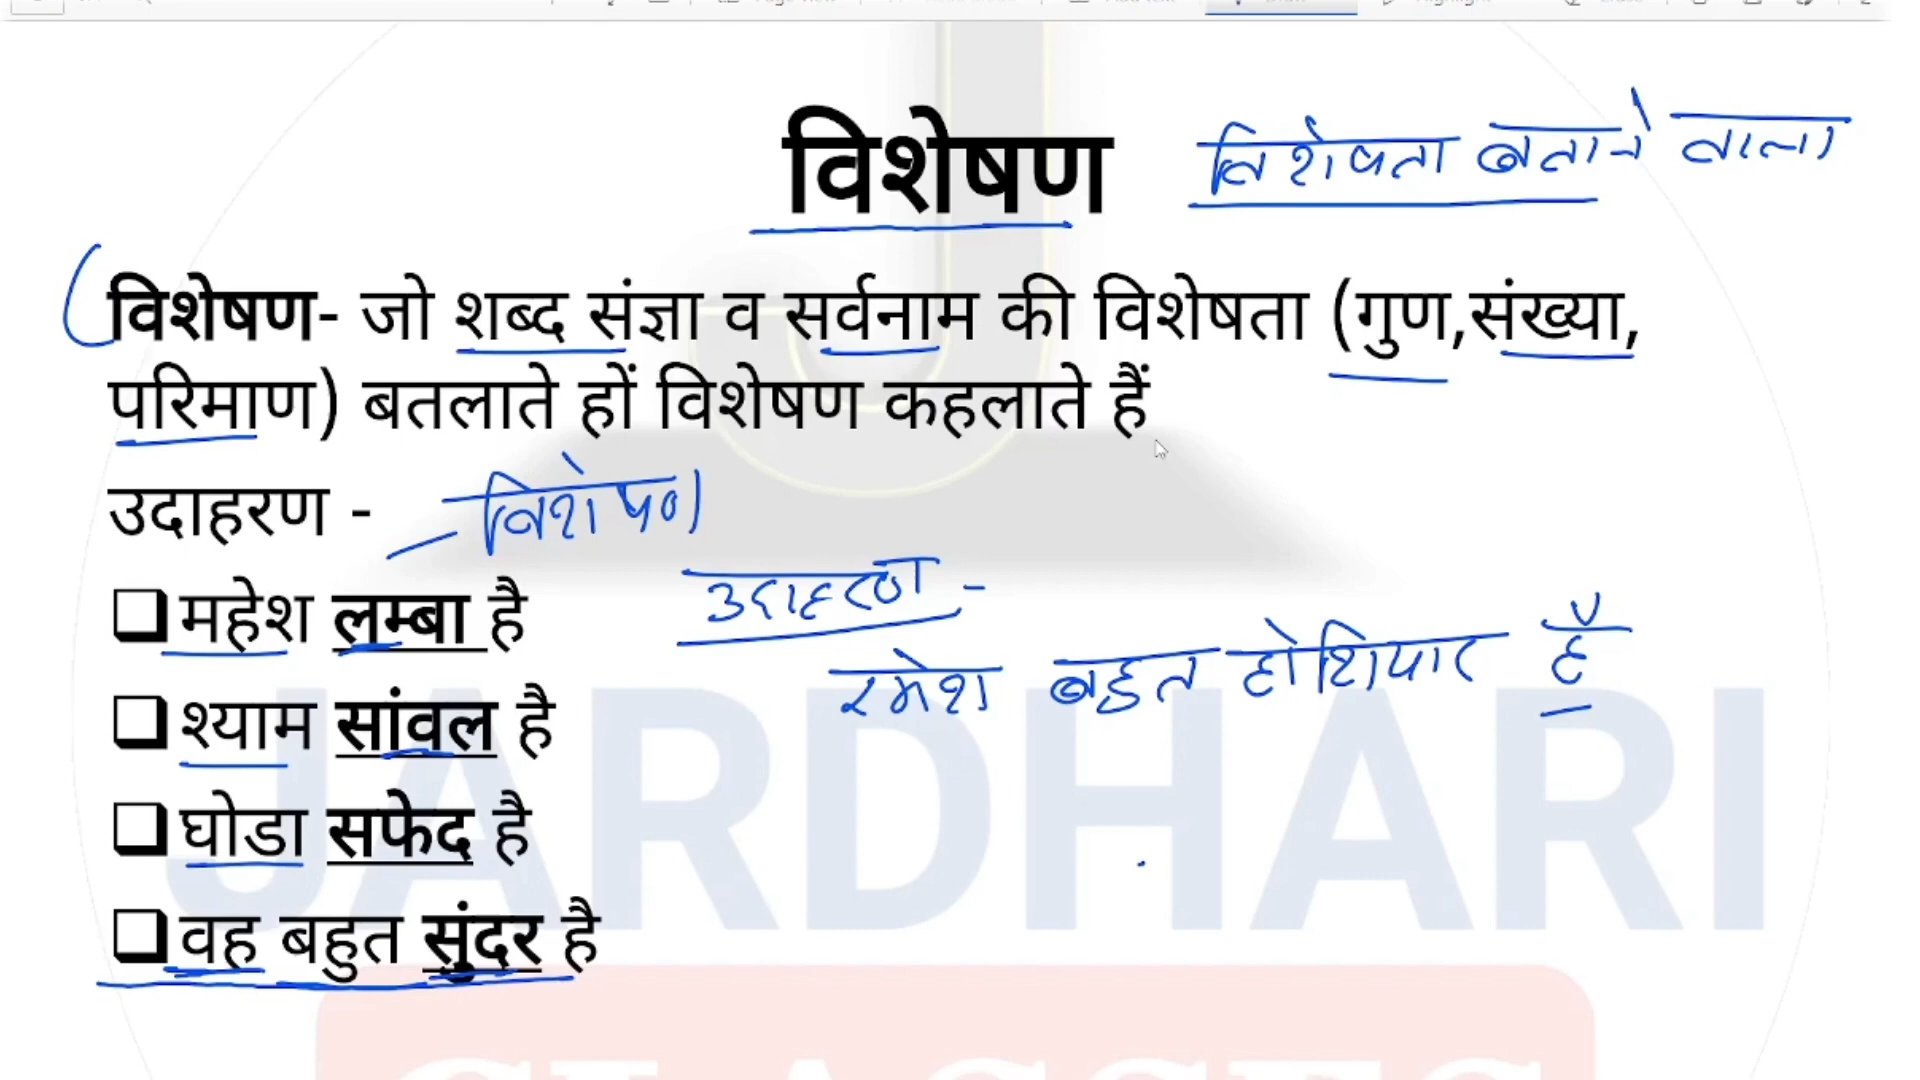 विशेषण
विशेषता बताने वाला
विशेषण- जो शब्द संज्ञा व सर्वनाम की विशेषता (गुण,संख्या,
परिमाण) बतलाते हों विशेषण कहलाते हैं
उदाहरण -
विशेषण
महेश लम्बा है
उदाहरण -
रमेश बहुत होशियार है
श्याम सांवल है
घोडा सफेद है
वह बहुत सुंदर है
JARDHARI
CLASSES